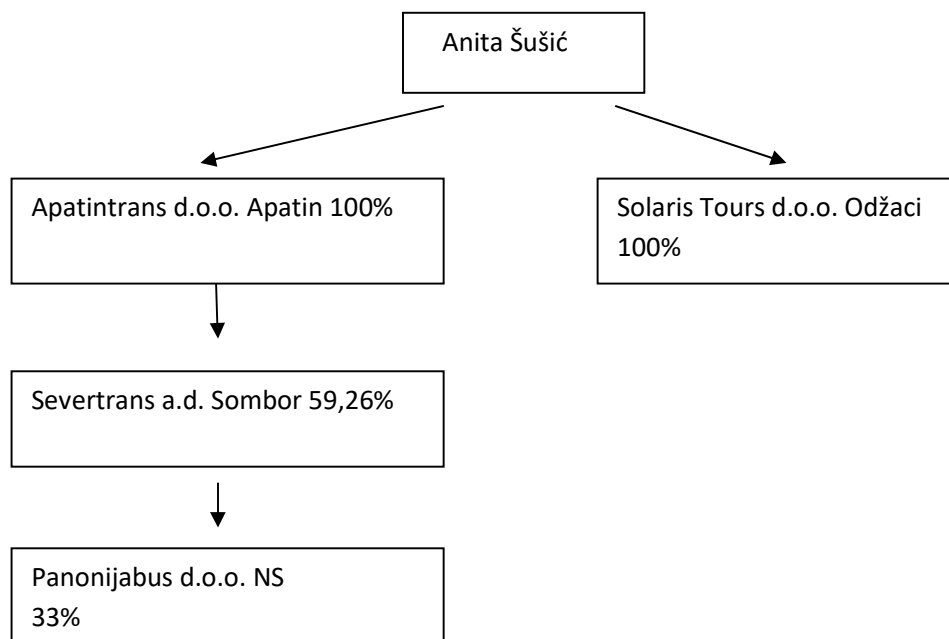 Anita Šušić
Apatintrans d.o.o. Apatin 100%
Solaris Tours d.o.o. Odžaci
100%
Severtrans a.d. Sombor 59,26%
Panonijabus d.o.o. NS
33%